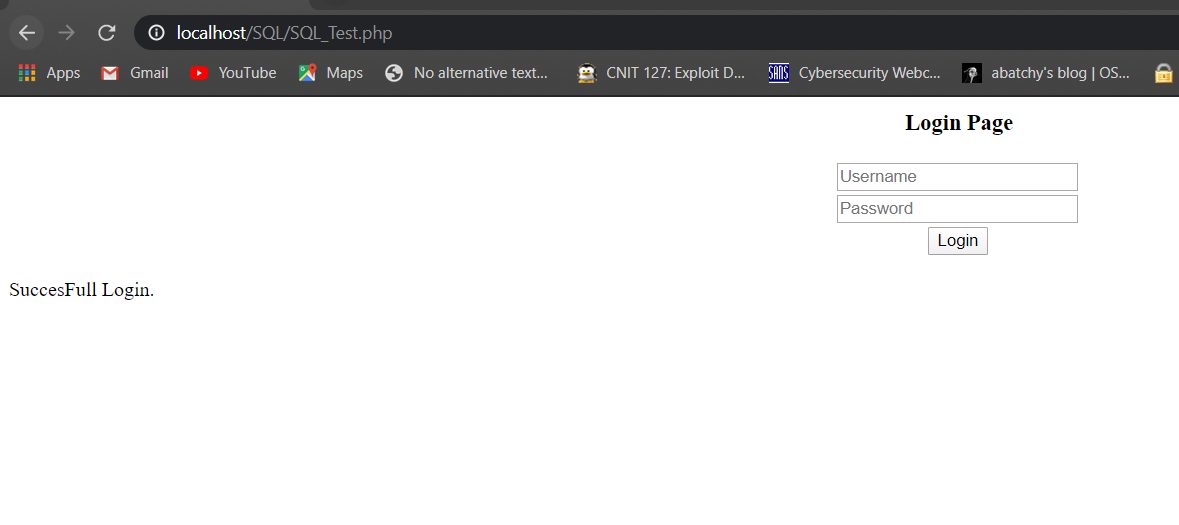 localhost/SQL/SQL_Test.php
Apps Gmail YouTube Maps No alternative text... CNIT 127: Exploit D... SANS Cybersecurity Webc... abatchy's blog | OS...
Login Page
Username
Password
Login
SuccesFull Login.